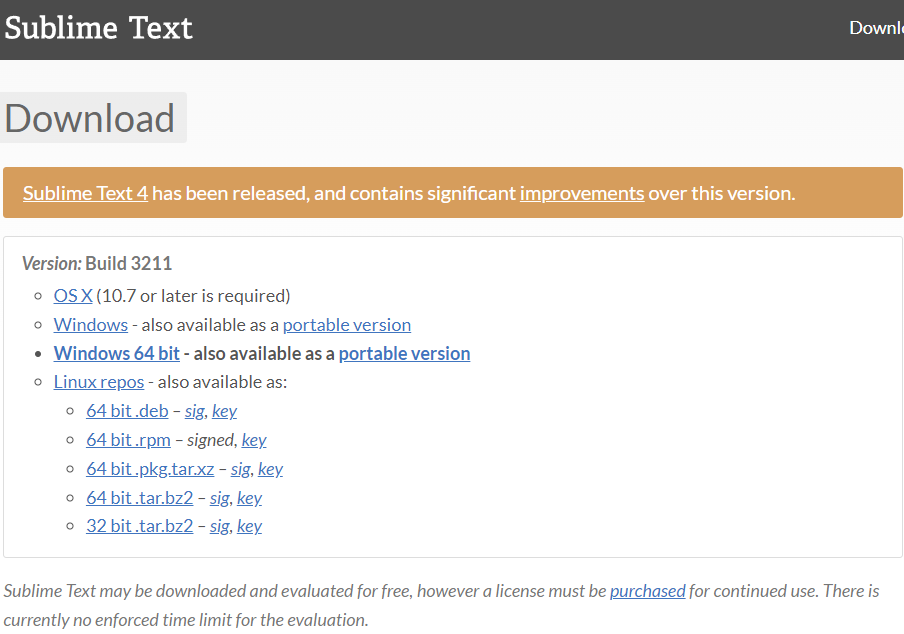 Sublime Text
Download
Sublime Text 4 has been released, and contains significant improvements over this version.
Version: Build 3211
OS X (10.7 or later is required)
Windows - also available as a portable version
Windows 64 bit - also available as a portable version
Linux repos - also available as:
64 bit .deb – sig, key
64 bit .rpm – signed, key
64 bit .pkg.tar.xz – sig, key
64 bit .tar.bz2 – sig, key
32 bit .tar.bz2 – sig, key
Sublime Text may be downloaded and evaluated for free, however a license must be purchased for continued use. There is
currently no enforced time limit for the evaluation.